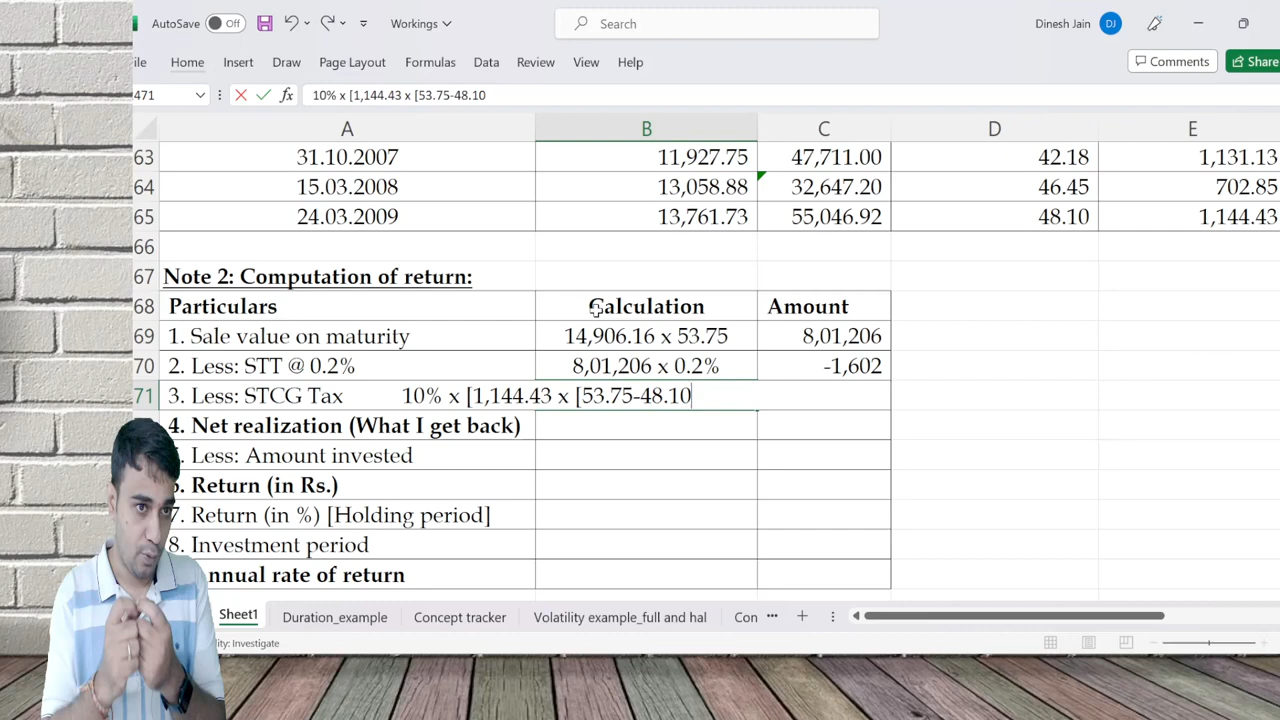 AutoSave Off Workings Search Dinesh Jain DJ
ile Home Insert Draw Page Layout Formulas Data Review View Help Comments Share
471 fx 10% x [1,144.43 x [53.75-48.10
A B C D E
63 31.10.2007 11,927.75 47,711.00 42.18 1,131.13
64 15.03.2008 13,058.88 32,647.20 46.45 702.85
65 24.03.2009 13,761.73 55,046.92 48.10 1,144.43
66
67 Note 2: Computation of return:
68 Particulars Calculation Amount
69 1. Sale value on maturity 14,906.16 x 53.75 8,01,206
70 2. Less: STT @ 0.2% 8,01,206 x 0.2% -1,602
71 3. Less: STCG Tax 10% x [1,144.43 x [53.75-48.10
4. Net realization (What I get back)
. Less: Amount invested
. Return (in Rs.)
7. Return (in %) [Holding period]
8. Investment period
nnual rate of return
Sheet1 Duration_example Concept tracker Volatility example_full and hal Con ...
lity: Investigate